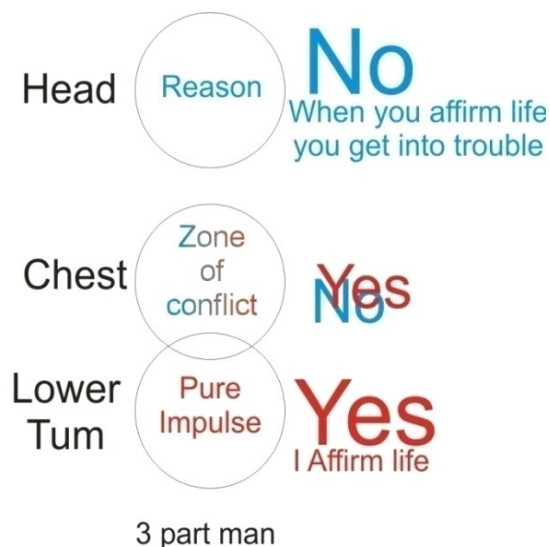 Head
Reason
No
When you affirm life
you get into trouble
Chest
Zone
of
conflict
Yes
No
Lower
Tum
Pure
Impulse
Yes
I Affirm life
3 part man